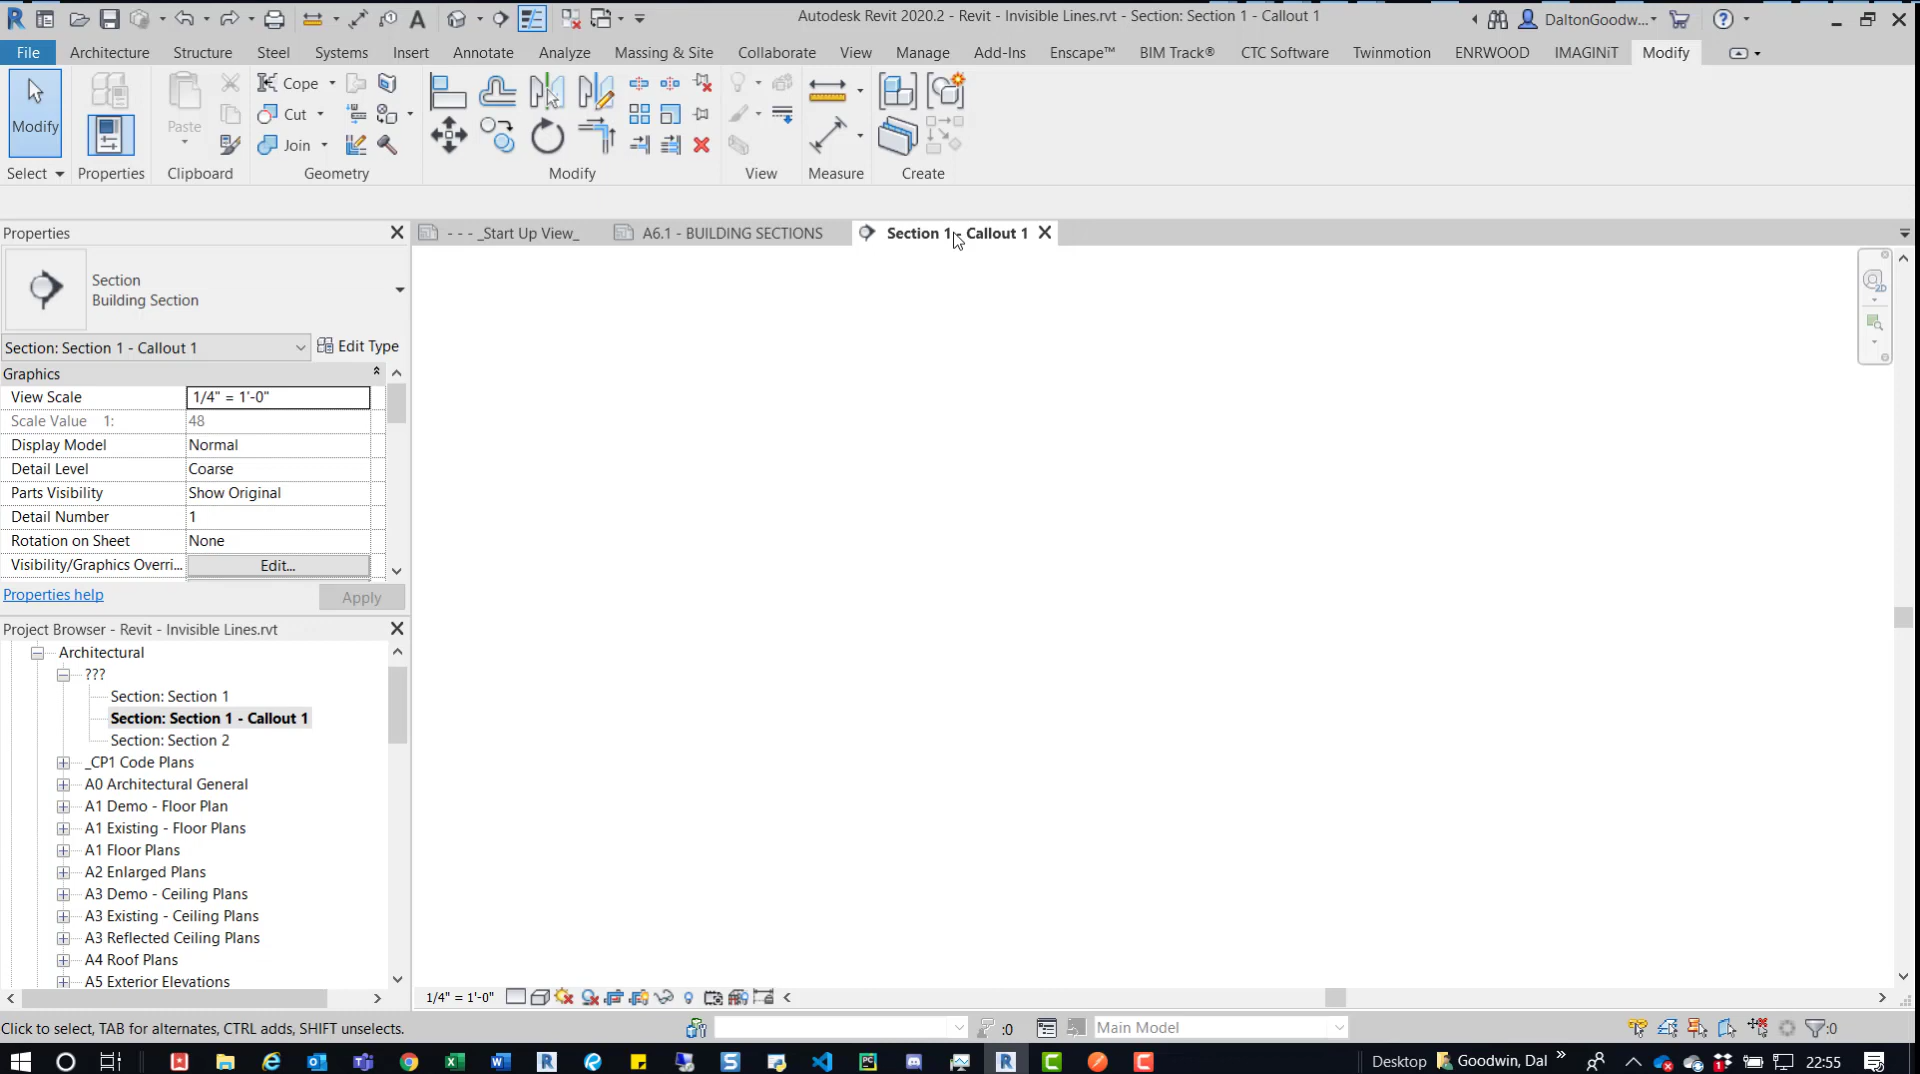 Autodesk Revit 2020.2 - Revit - Invisible Lines.rvt - Section: Section 1 - Callout 1
DaltonGoodw...
File Architecture Structure Steel Systems Insert Annotate Analyze Massing & Site Collaborate View Manage Add-Ins Enscape™ BIM Track® CTC Software Twinmotion ENRWOOD IMAGINiT Modify
Cope
Cut
Join
Modify
Paste
Select Properties Clipboard Geometry Modify View Measure Create
Properties
- - - _Start Up View_
A6.1 - BUILDING SECTIONS
Section 1 - Callout 1
Section
Building Section
Section: Section 1 - Callout 1
Edit Type
Graphics
View Scale 1/4" = 1'-0"
Scale Value 1: 48
Display Model Normal
Detail Level Coarse
Parts Visibility Show Original
Detail Number 1
Rotation on Sheet None
Visibility/Graphics Overri... Edit...
Properties help
Apply
Project Browser - Revit - Invisible Lines.rvt
Architectural
???
Section: Section 1
Section: Section 1 - Callout 1
Section: Section 2
_CP1 Code Plans
A0 Architectural General
A1 Demo - Floor Plan
A1 Existing - Floor Plans
A1 Floor Plans
A2 Enlarged Plans
A3 Demo - Ceiling Plans
A3 Existing - Ceiling Plans
A3 Reflected Ceiling Plans
A4 Roof Plans
A5 Exterior Elevations
1/4" = 1'-0"
Click to select, TAB for alternates, CTRL adds, SHIFT unselects.
:0
Main Model
:0
Desktop
Goodwin, Dal
22:55
2D